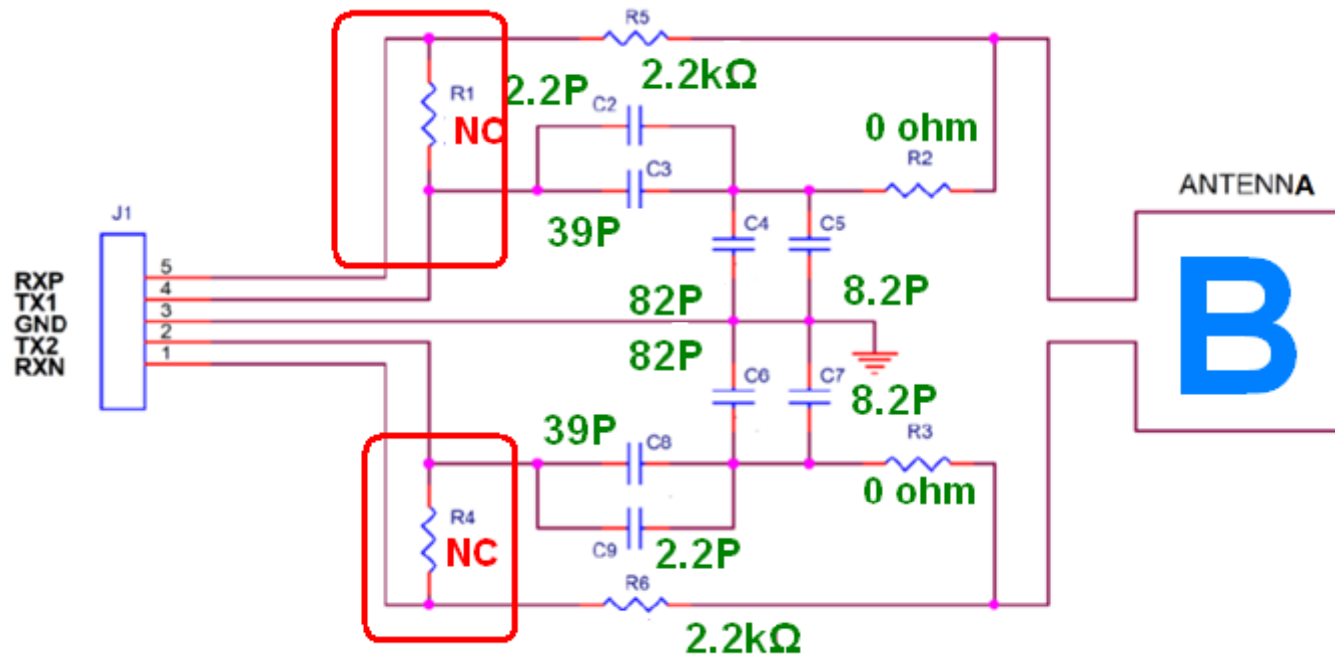 R5
2.2kΩ
R1
NC
2.2P
C2
C3
39P
0 ohm
R2
ANTENNA
B
J1
C4
C5
82P
8.2P
RXP 5
TX1 4
GND 3
TX2 2
RXN 1
82P
C6
C7
8.2P
39P
C8
R3
0 ohm
R4
NC
C9
2.2P
R6
2.2kΩ